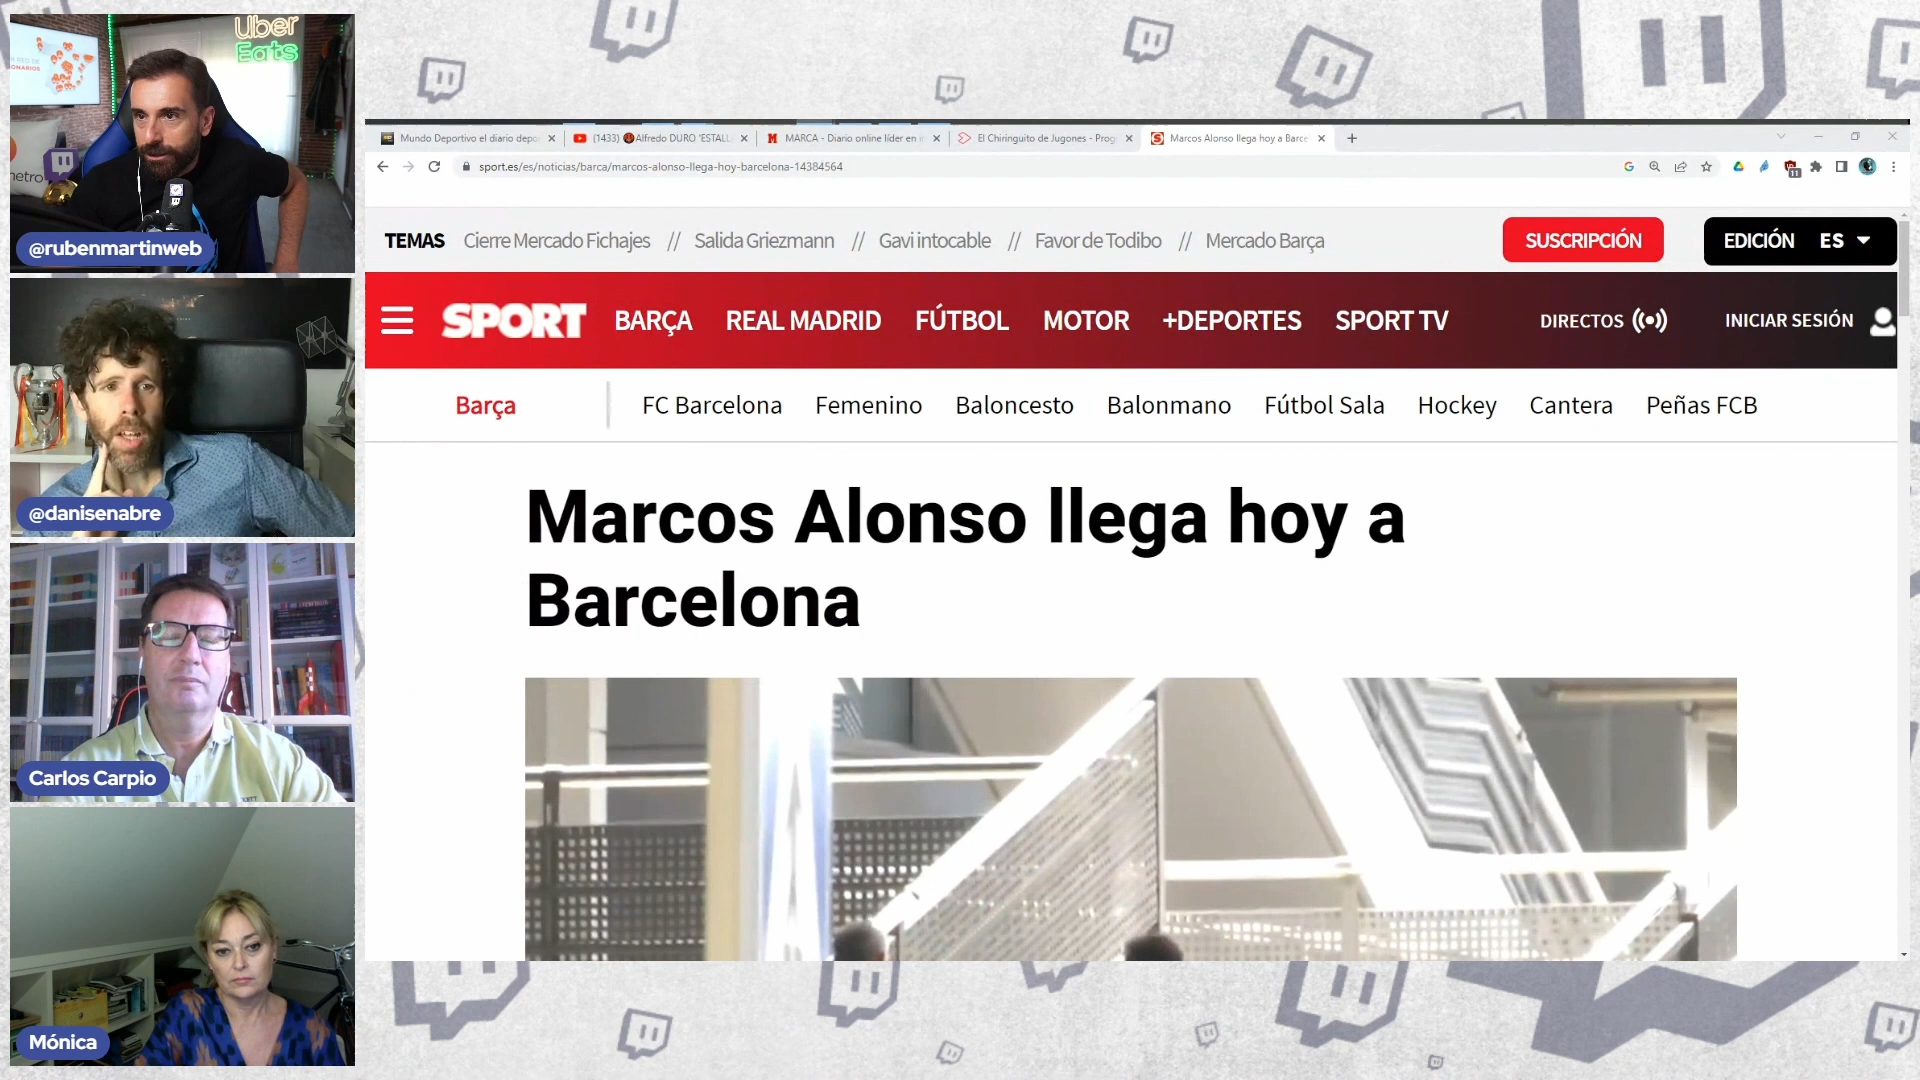 Uber
Eats
@rubenmartinweb
@danisenabre
Carlos Carpio
Mónica
Mundo Deportivo el diario depo
(1433) Alfredo DURO 'ESTALL
MARCA - Diario online líder en i
El Chiringuito de Jugones - Prog
Marcos Alonso llega hoy a Barce
sport.es/es/noticias/barca/marcos-alonso-llega-hoy-barcelona-14384564
11
TEMAS Cierre Mercado Fichajes // Salida Griezmann // Gavi intocable // Favor de Todibo // Mercado Barça
SUSCRIPCIÓN
EDICIÓN ES
SPORT BARÇA REAL MADRID FÚTBOL MOTOR +DEPORTES SPORT TV DIRECTOS INICIAR SESIÓN
Barça FC Barcelona Femenino Baloncesto Balonmano Fútbol Sala Hockey Cantera Peñas FCB
Marcos Alonso llega hoy a
Barcelona